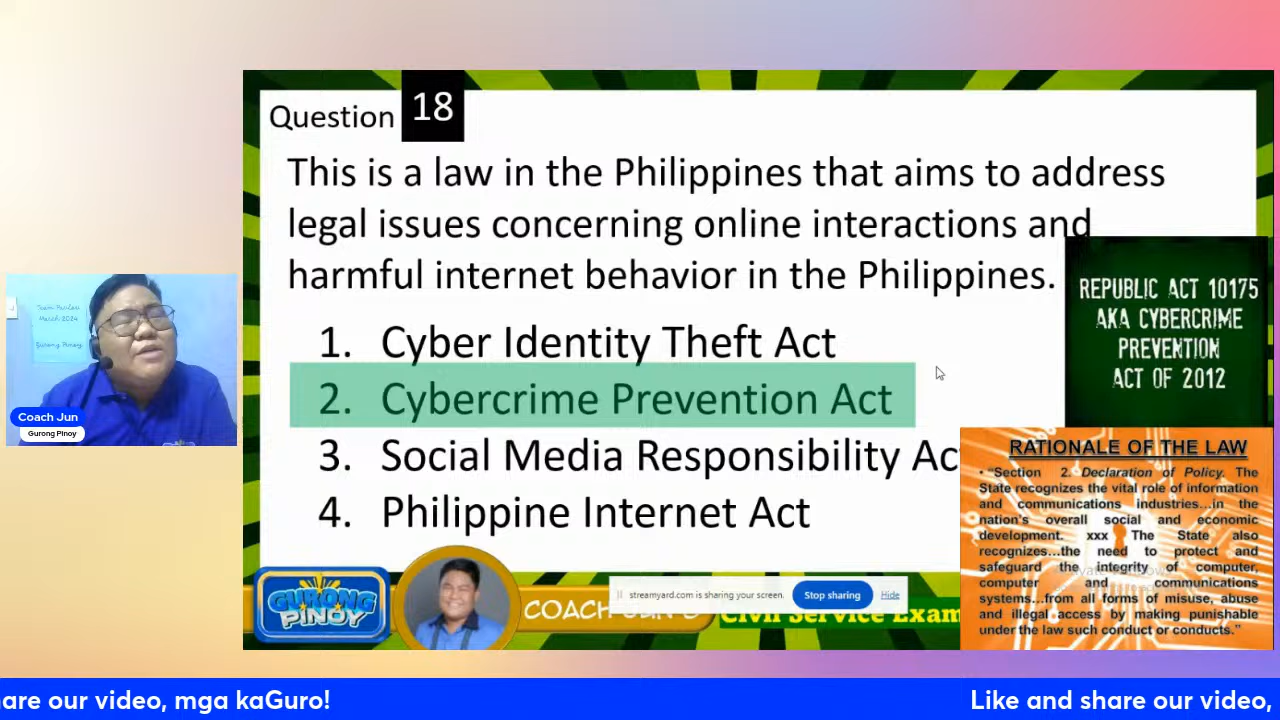 Question 18
This is a law in the Philippines that aims to address
legal issues concerning online interactions and
harmful internet behavior in the Philippines.
1. Cyber Identity Theft Act
2. Cybercrime Prevention Act
3. Social Media Responsibility Ac
4. Philippine Internet Act
REPUBLIC ACT 10175
AKA CYBERCRIME
PREVENTION
ACT OF 2012
RATIONALE OF THE LAW
• "Section 2. Declaration of Policy. The
State recognizes the vital role of information
and communications industries…in the
nation's overall social and economic
development. xxx The State also
recognizes…the need to protect and
safeguard the integrity of computer,
computer and communications
systems…from all forms of misuse, abuse
and illegal access by making punishable
under the law such conduct or conducts."
Team PaulEd
March 2024
Gurong Pinoy
Coach Jun
Gurong Pinoy
GURONG
PINOY
COACH JUN'S
Civil Service Exam
streamyard.com is sharing your screen.
Stop sharing
Hide
are our video, mga kaGuro!
Like and share our video,